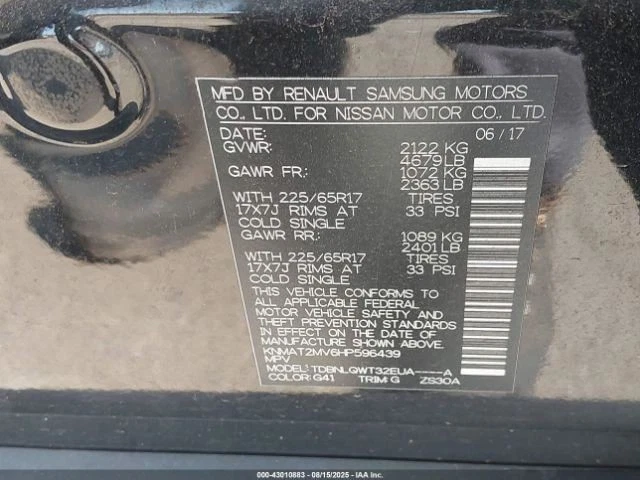 MFD BY RENAULT SAMSUNG MOTORS
CO., LTD. FOR NISSAN MOTOR CO., LTD.
DATE: 06 / 17
GVWR: 2122 KG
4679 LB
GAWR FR: 1072 KG
2363 LB
WITH 225/65R17 TIRES
17X7J RIMS AT 33 PSI
COLD SINGLE
GAWR RR: 1089 KG
2401 LB
WITH 225/65R17 TIRES
17X7J RIMS AT 33 PSI
COLD SINGLE
THIS VEHICLE CONFORMS TO
ALL APPLICABLE FEDERAL
MOTOR VEHICLE SAFETY AND
THEFT PREVENTION STANDARDS
IN EFFECT ON THE DATE OF
MANUFACTURE SHOWN ABOVE.
KNMAT2MV6HP596439
MPV
MODEL: TDBNLQWT32EUA----A
COLOR: G41 TRIM: G ZS30A
000-43010883 - 08/15/2025 - IAA Inc.